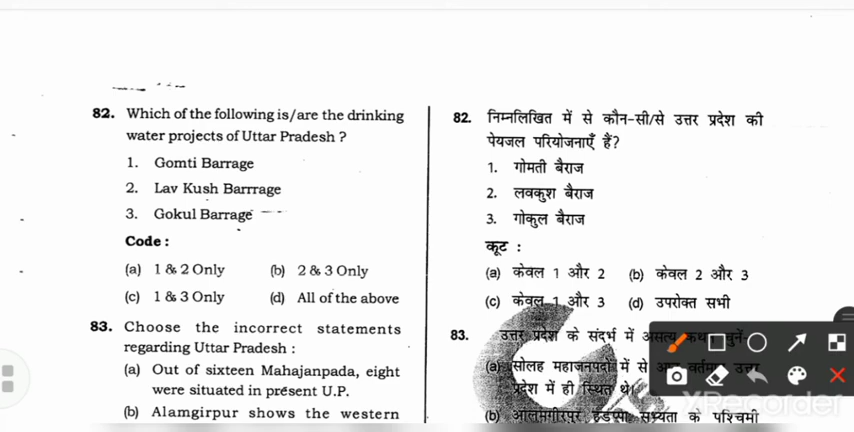 82. Which of the following is/are the drinking
water projects of Uttar Pradesh ?
1. Gomti Barrage
2. Lav Kush Barrrage
3. Gokul Barrage
Code :
(a) 1 & 2 Only (b) 2 & 3 Only
(c) 1 & 3 Only (d) All of the above
83. Choose the incorrect statements
regarding Uttar Pradesh :
(a) Out of sixteen Mahajanpada, eight
were situated in present U.P.
(b) Alamgirpur shows the western
82. निम्नलिखित में से कौन-सी/से उत्तर प्रदेश की
पेयजल परियोजनाएँ हैं?
1. गोमती बैराज
2. लवकुश बैराज
3. गोकुल बैराज
कूट :
(a) केवल 1 और 2 (b) केवल 2 और 3
(c) केवल 1 और 3 (d) उपरोक्त सभी
83. उत्तर प्रदेश के संदर्भ में
(a) सोलह महाजनपदों में से
प्रदेश में ही स्थित थे।
(b) आलमगीरपुर हड़प्पा सभ्यता के पश्चिमी
XRecorder